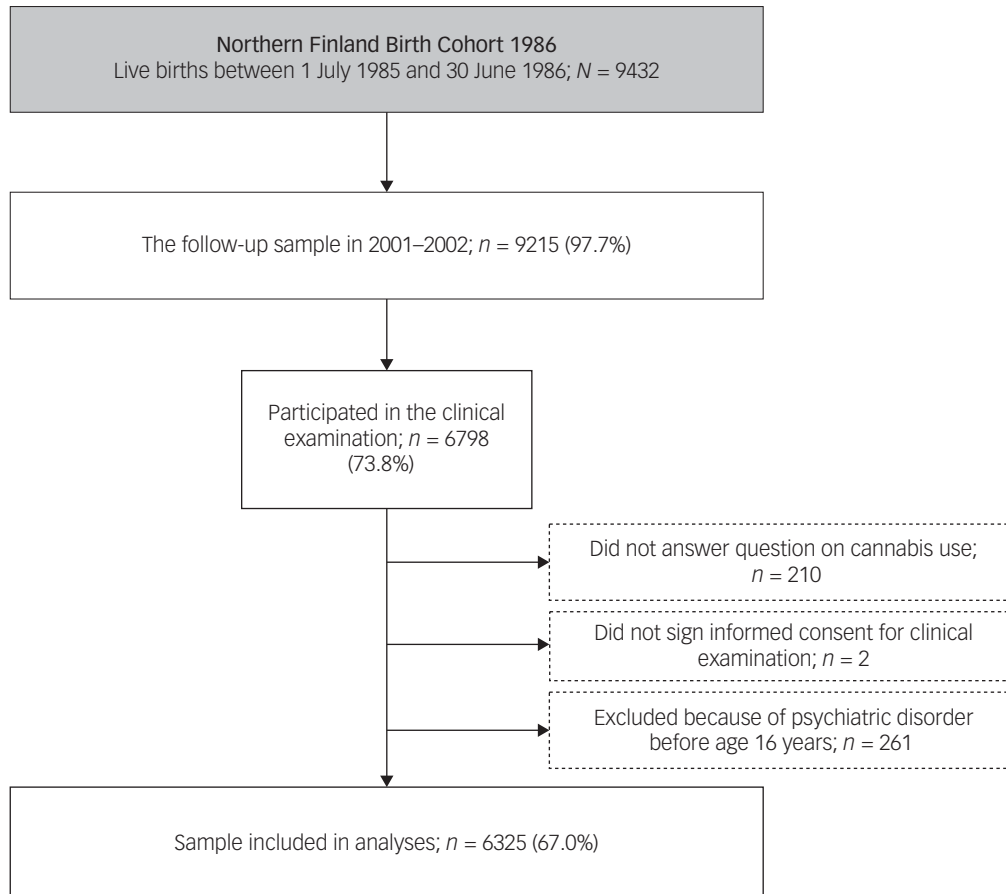 Northern Finland Birth Cohort 1986
Live births between 1 July 1985 and 30 June 1986; N = 9432
The follow-up sample in 2001–2002; n = 9215 (97.7%)
Participated in the clinical
examination; n = 6798
(73.8%)
Did not answer question on cannabis use;
n = 210
Did not sign informed consent for clinical
examination; n = 2
Excluded because of psychiatric disorder
before age 16 years; n = 261
Sample included in analyses; n = 6325 (67.0%)